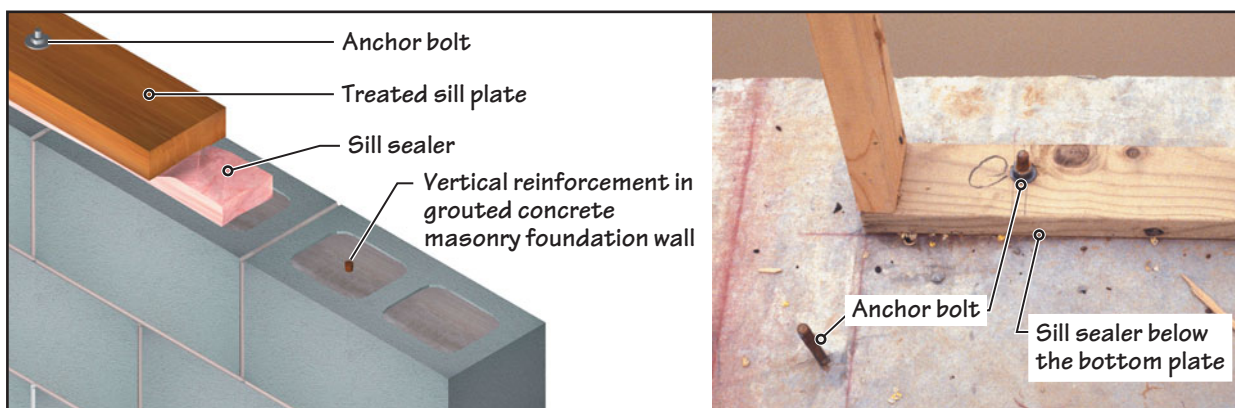 Anchor bolt
Treated sill plate
Sill sealer
Vertical reinforcement in
grouted concrete
masonry foundation wall
Anchor bolt
Sill sealer below
the bottom plate